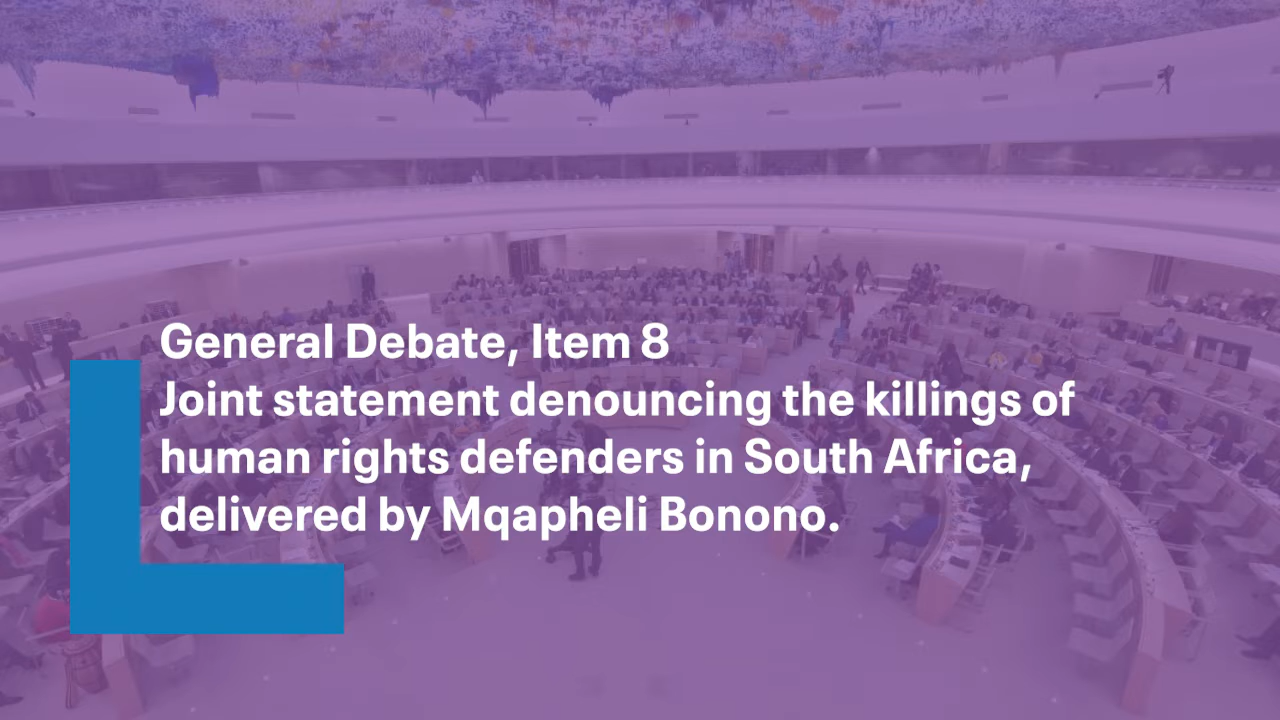 General Debate, Item 8
Joint statement denouncing the killings of
human rights defenders in South Africa,
delivered by Mqapheli Bonono.